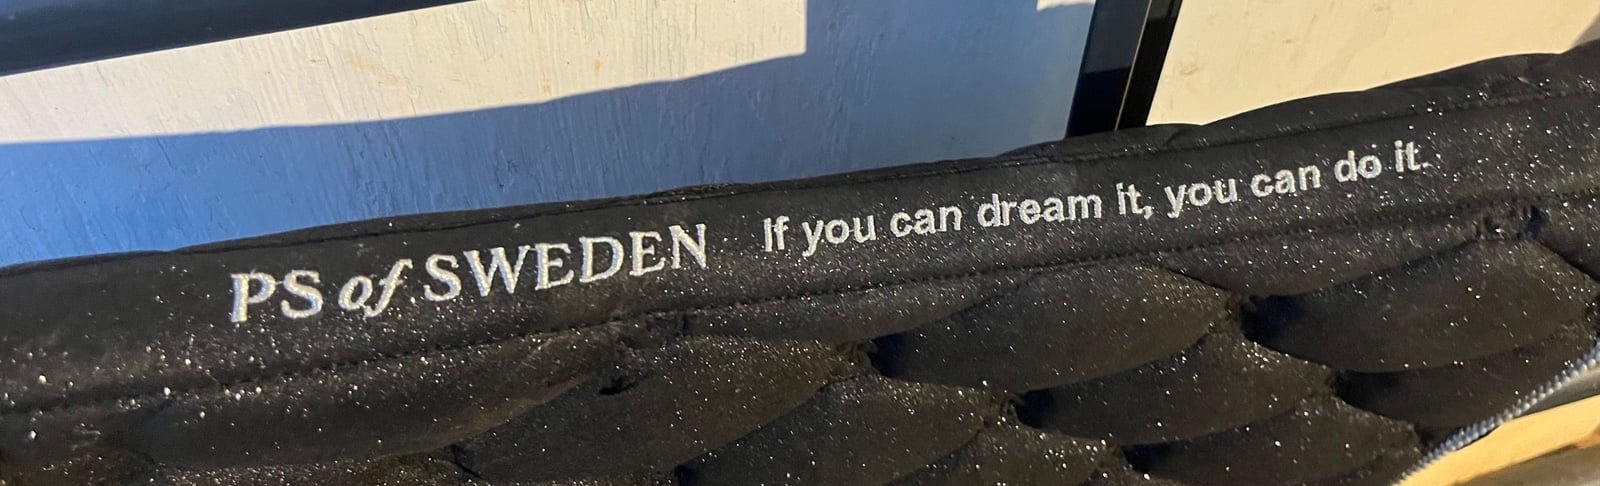 PS of SWEDEN If you can dream it, you can do it.